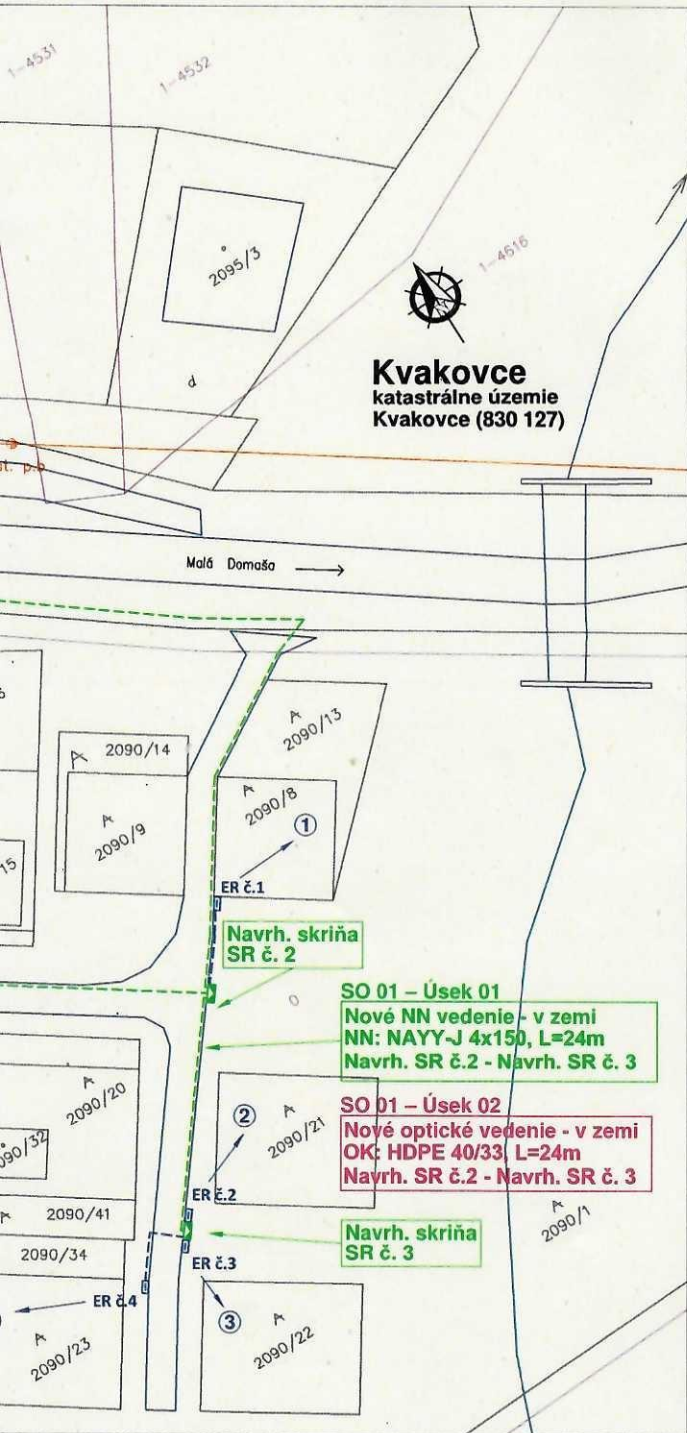 1-4531
1-4532
2095/3
1-4616
Kvakovce
katastrálne územie
Kvakovce (830 127)
Malá Domaša
2090/13
2090/14
2090/8
2090/9
1
15
ER č.1
Navrh. skriňa
SR č. 2
SO 01 – Úsek 01
Nové NN vedenie - v zemi
NN: NAYY-J 4x150, L=24m
Navrh. SR č.2 - Navrh. SR č. 3
2090/20
2
2090/21
SO 01 – Úsek 02
Nové optické vedenie - v zemi
OK: HDPE 40/33, L=24m
Navrh. SR č.2 - Navrh. SR č. 3
090/32
ER č.2
2090/41
2090/1
Navrh. skriňa
SR č. 3
2090/34
ER č.3
ER č.4
3
2090/22
2090/23